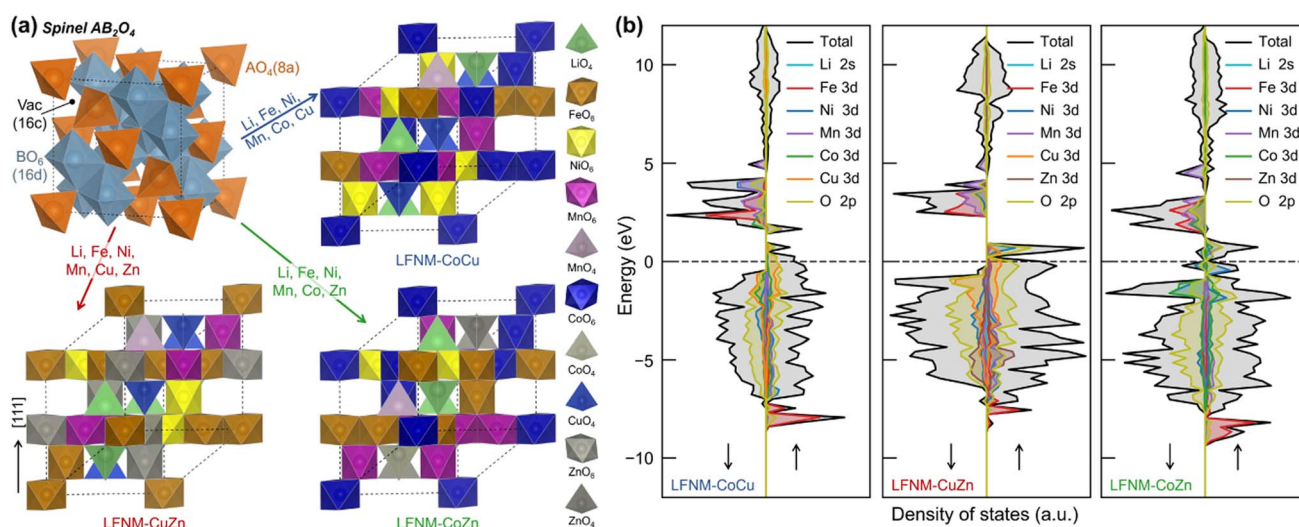 (a) Spinel AB₂O₄
AO₄(8a)
Vac
(16c)
BO₆
(16d)
Li, Fe, Ni,
Mn, Co, Cu
Li, Fe, Ni,
Mn, Cu, Zn
Li, Fe, Ni,
Mn, Co, Zn
LFNM-CoCu
[111]
LFNM-CuZn
LFNM-CoZn
LiO₄
FeO₆
NiO₆
MnO₆
MnO₄
CoO₆
CoO₄
CuO₄
ZnO₆
ZnO₄
(b)
Energy (eV)
10
5
0
−5
−10
Total
Li 2s
Fe 3d
Ni 3d
Mn 3d
Co 3d
Cu 3d
O 2p
LFNM-CoCu
Total
Li 2s
Fe 3d
Ni 3d
Mn 3d
Cu 3d
Zn 3d
O 2p
LFNM-CuZn
Total
Li 2s
Fe 3d
Ni 3d
Mn 3d
Co 3d
Zn 3d
O 2p
LFNM-CoZn
Density of states (a.u.)